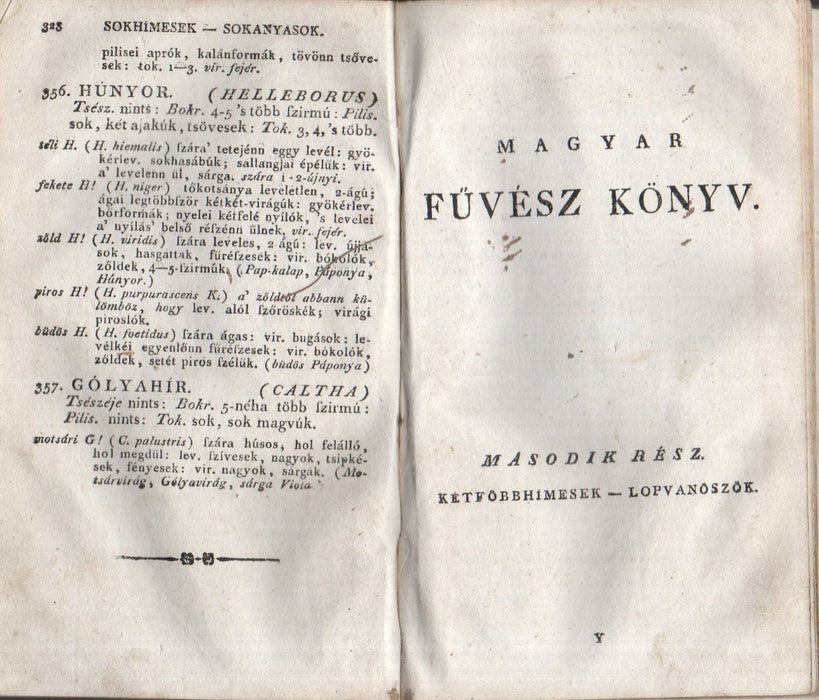 328 SOKHÍMESEK — SOKANYASOK.
pilisei aprók, kalánformák, tövönn tsőve-
sek: tok. 1—3. vir. fejér.
356. HÚNYOR. (HELLEBORUS)
Tsész. nints: Bokr. 4-5 's több ſzirmú: Pilis.
sok, két ajakúk, tsövesek: Tok. 3, 4, 's több.
téli H. (H. hiemalis) ſzára' tetejénn eggy levél: gyö-
kérlev. sokhasábúk; sallangjai épélük: vir.
a' levelenn ül, sárga. szára 1-2-újnyi.
fekete H! (H. niger) tőkotsánya leveletlen, 2-ágú;
ágai legtöbbſzör kétkét-virágúk: gyökérlev.
bőrformák; nyelei kétfelé nyílók, 's levelei
a' nyílás' belső réſzénn ülnek, vir. fejér.
zöld H! (H. viridis) ſzára leveles, 2-ágú: lev. újjá-
sok, hasgattak, fűréſzesek: vir. bókolók,
zöldek, 4—5-ſzirmúk. (Pap-kalap, Páponya,
Húnyor.)
piros H! (H. purpurascens K.) a' zöldtől abbann kü-
lömböz, hogy lev. alól ſzőröskék; virági
piroslók.
büdös H. (H. foetidus) ſzára ágas: vir. bugások: le-
vélkéi egyenlőnn fűréſzesek: vir. bókolók,
zöldek, setét piros ſzélük. (büdös Páponya)
357. GÓLYAHÍR. (CALTHA)
Tsészéje nints: Bokr. 5-néha több ſzirmú:
Pilis. nints: Tok. sok, sok magvúk.
motsári G! (C. palustris) ſzára húsos, hol felálló,
hol megdűl: lev. ſzívesek, nagyok, tsipké-
sek, fényesek: vir. nagyok, sárgák. (Mo-
tsárvirág, Gólyavirág, sárga Viola
MAGYAR
FŰVÉSZ KÖNYV.
MÁSODIK RÉSZ.
KÉTFŐBBHÍMESEK — LOPVANŐSZŐK.
Y